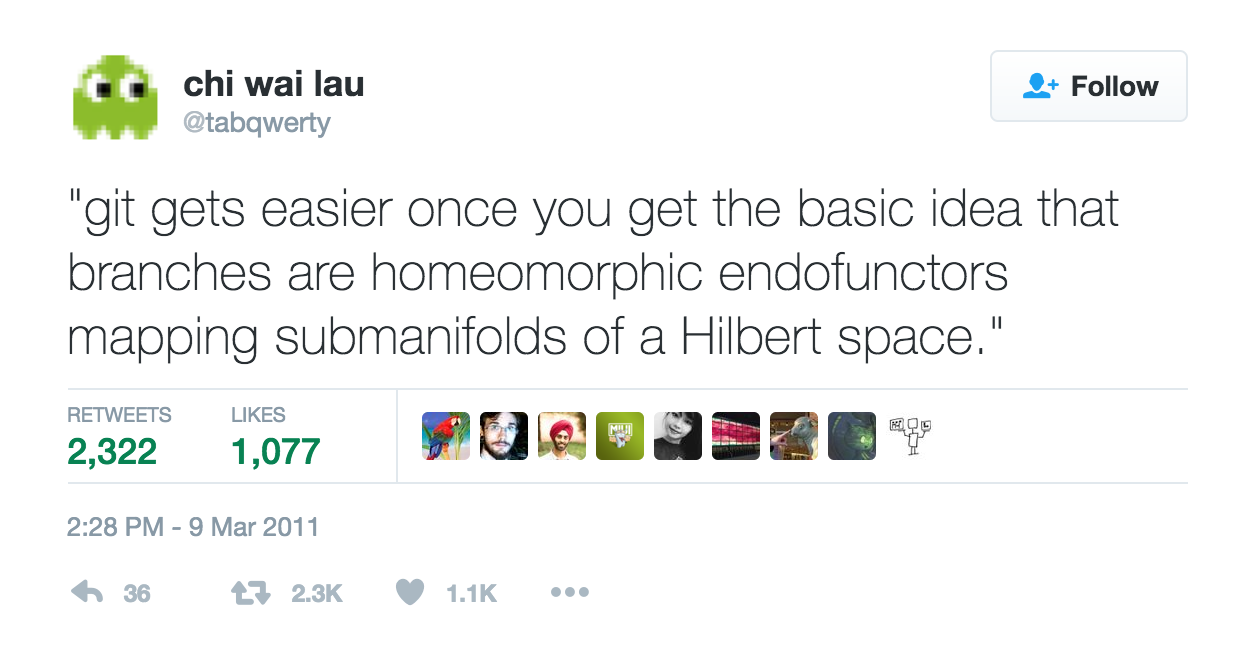 chi wai lau
@tabqwerty
Follow
"git gets easier once you get the basic idea that
branches are homeomorphic endofunctors
mapping submanifolds of a Hilbert space."
RETWEETS LIKES
2,322 1,077
MIUI
2:28 PM - 9 Mar 2011
36 2.3K 1.1K